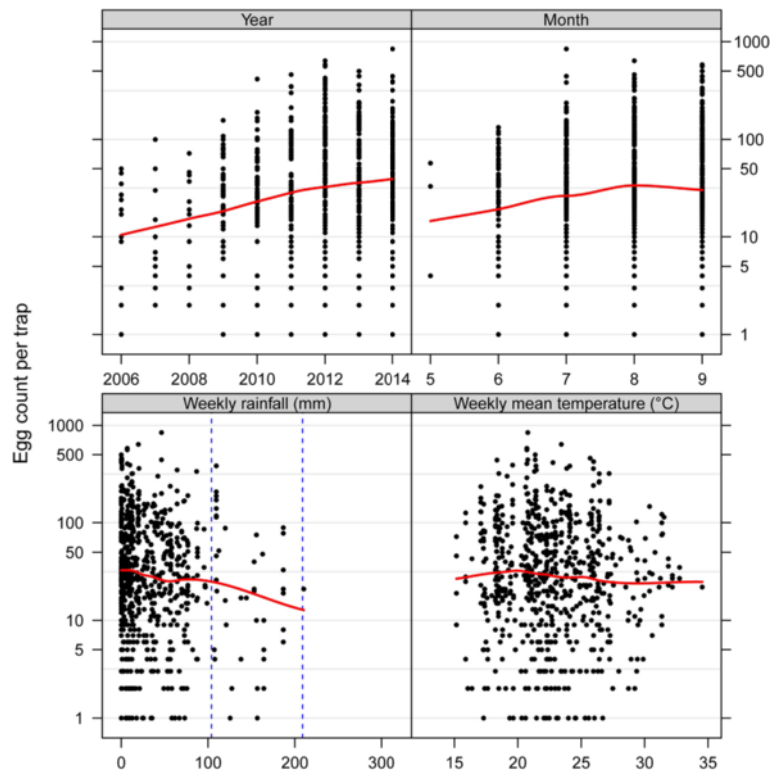 Year Month
1000
500
100
50
10
5
1
2006 2008 2010 2012 2014 5 6 7 8 9
Egg count per trap
Weekly rainfall (mm) Weekly mean temperature (°C)
1000
500
100
50
10
5
1
0 100 200 300 15 20 25 30 35